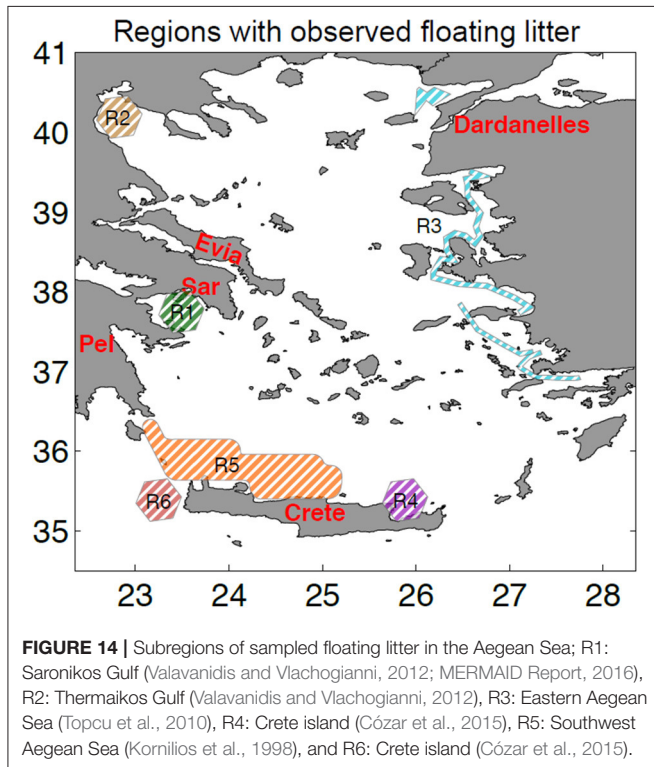 Regions with observed floating litter
41
40
39
38
37
36
35
R2
Dardanelles
R3
Evia
Sar
R1
Pel
R5
R6
R4
Crete
23 24 25 26 27 28
FIGURE 14 | Subregions of sampled floating litter in the Aegean Sea; R1:
Saronikos Gulf (Valavanidis and Vlachogianni, 2012; MERMAID Report, 2016),
R2: Thermaikos Gulf (Valavanidis and Vlachogianni, 2012), R3: Eastern Aegean
Sea (Topcu et al., 2010), R4: Crete island (Cózar et al., 2015), R5: Southwest
Aegean Sea (Kornilios et al., 1998), and R6: Crete island (Cózar et al., 2015).